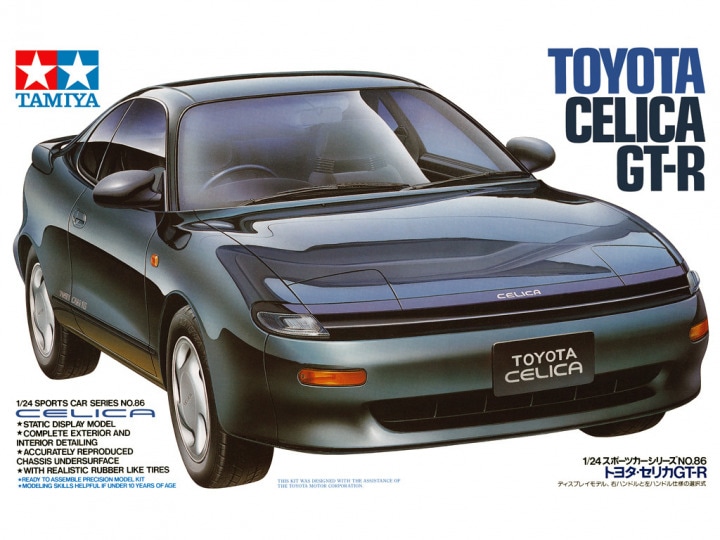 TAMIYA
TOYOTA
CELICA
GT-R
CELICA
TOYOTA
CELICA
1/24 SPORTS CAR SERIES NO.86
CELICA
★STATIC DISPLAY MODEL
★COMPLETE EXTERIOR AND
INTERIOR DETAILING
★ACCURATELY REPRODUCED
CHASSIS UNDERSURFACE
★WITH REALISTIC RUBBER LIKE TIRES
★READY TO ASSEMBLE PRECISION MODEL KIT
★MODELING SKILLS HELPFUL IF UNDER 10 YEARS OF AGE
THIS KIT WAS DESIGNED WITH THE ASSISTANCE OF
THE TOYOTA MOTOR CORPORATION.
1/24 スポーツカーシリーズNO.86
トヨタ・セリカGT-R
ディスプレイモデル、右ハンドルと左ハンドル仕様の選択式